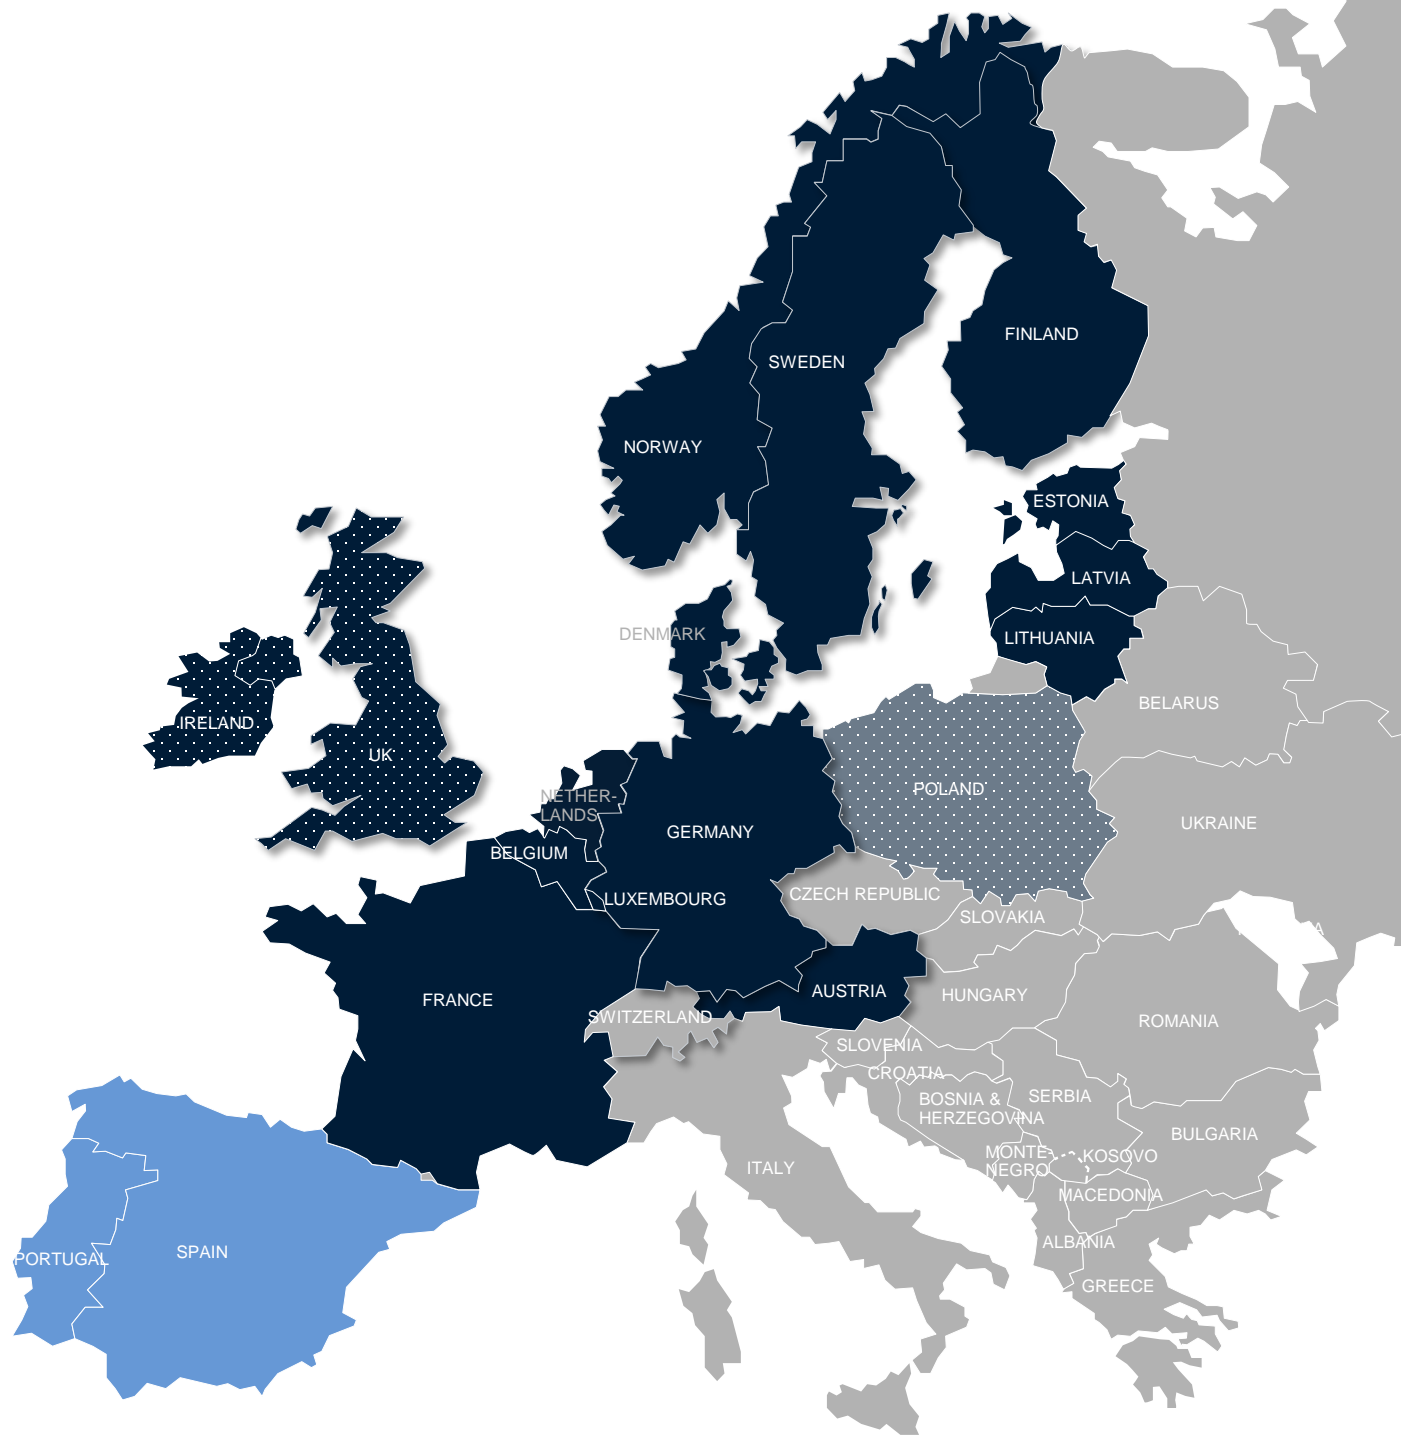 FINLAND
SWEDEN
NORWAY
ESTONIA
LATVIA
DENMARK
LITHUANIA
BELARUS
IRELAND
UK
POLAND
NETHER-
LANDS
UKRAINE
GERMANY
BELGIUM
CZECH REPUBLIC
LUXEMBOURG
SLOVAKIA
AUSTRIA
HUNGARY
FRANCE
SWITZERLAND
ROMANIA
SLOVENIA
CROATIA
SERBIA
BOSNIA &
HERZEGOVINA
BULGARIA
MONTE-
NEGRO
KOSOVO
ITALY
MACEDONIA
ALBANIA
SPAIN
PORTUGAL
GREECE